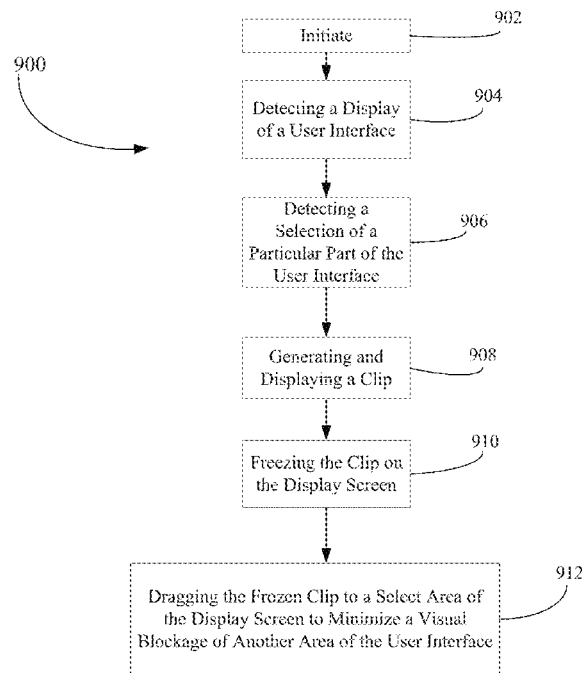 900
Initiate
902
Detecting a Display
of a User Interface
904
Detecting a
Selection of a
Particular Part of the
User Interface
906
Generating and
Displaying a Clip
908
Freezing the Clip on
the Display Screen
910
Dragging the Frozen Clip to a Select Area of
the Display Screen to Minimize a Visual
Blockage of Another Area of the User Interface
912